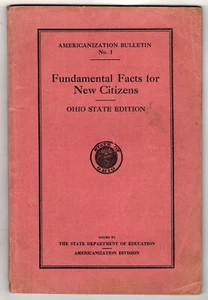 AMERICANIZATION BULLETIN
No. 1
Fundamental Facts for
New Citizens
OHIO STATE EDITION
ISSUED BY
THE STATE DEPARTMENT OF EDUCATION
AMERICANIZATION DIVISION